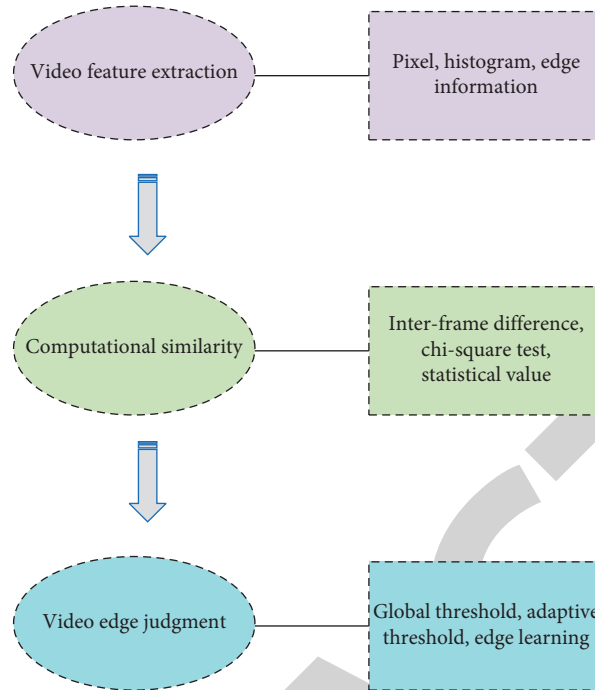 Video feature extraction
Pixel, histogram, edge
information
Computational similarity
Inter-frame difference,
chi-square test,
statistical value
Video edge judgment
Global threshold, adaptive
threshold, edge learning